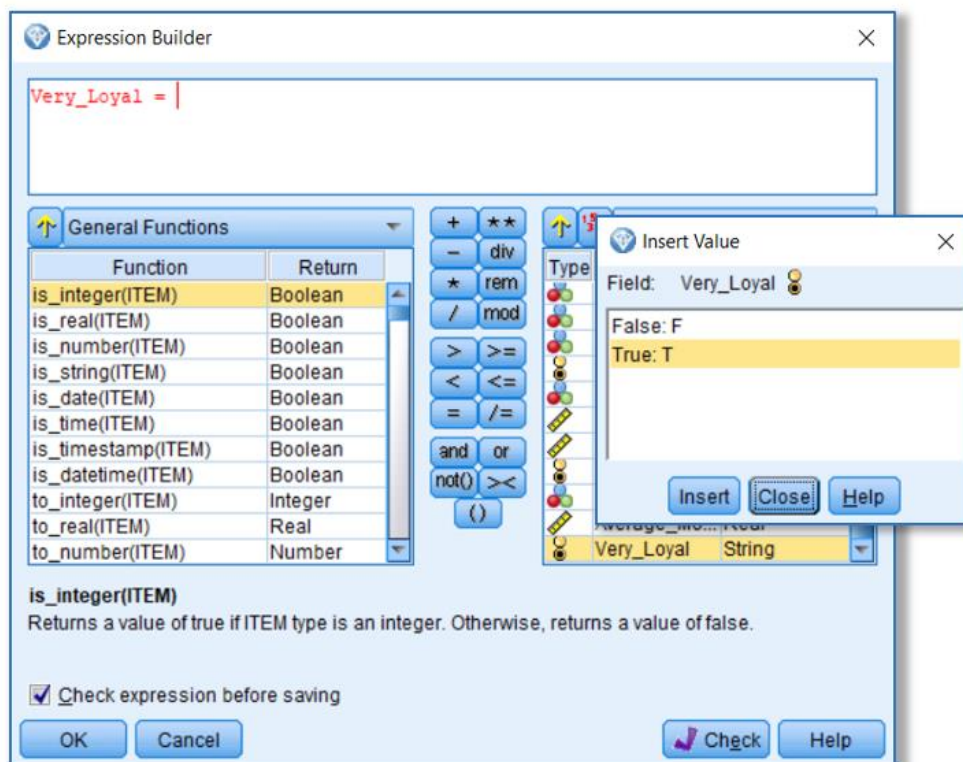 Expression Builder
Very_Loyal =
General Functions
Function Return
is_integer(ITEM) Boolean
is_real(ITEM) Boolean
is_number(ITEM) Boolean
is_string(ITEM) Boolean
is_date(ITEM) Boolean
is_time(ITEM) Boolean
is_timestamp(ITEM) Boolean
is_datetime(ITEM) Boolean
to_integer(ITEM) Integer
to_real(ITEM) Real
to_number(ITEM) Number
+ **
- div
* rem
/ mod
> >=
< <=
= /=
and or
not() ><
()
Type
Average_Mo... Real
Very_Loyal String
Insert Value
Field: Very_Loyal
False: F
True: T
Insert Close Help
is_integer(ITEM)
Returns a value of true if ITEM type is an integer. Otherwise, returns a value of false.
Check expression before saving
OK Cancel Check Help